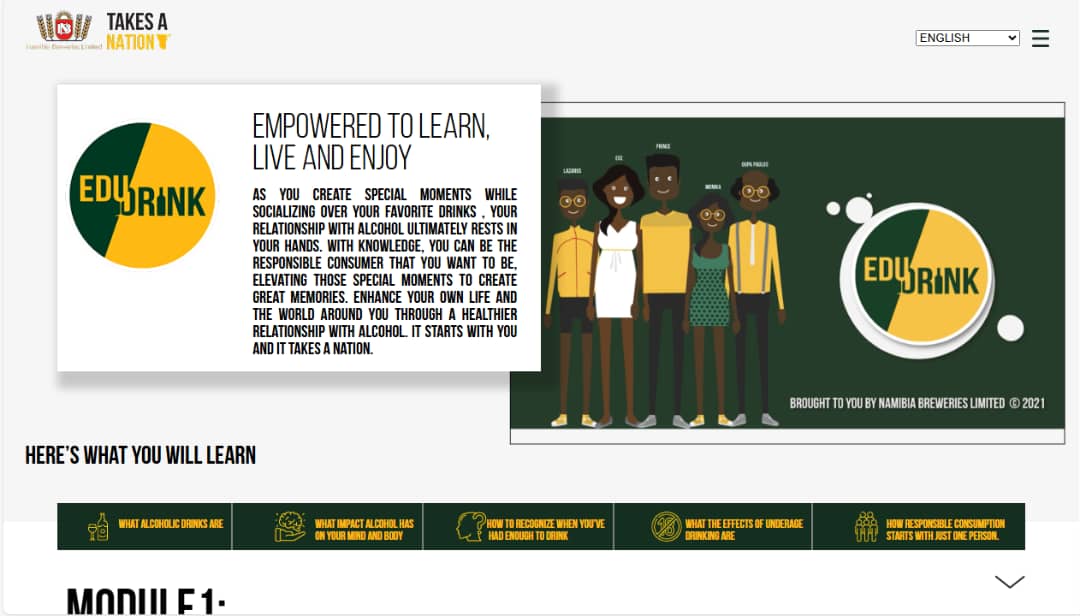 TAKES A
NATION
Namibia Breweries Limited
ENGLISH
EDU
DRINK
EMPOWERED TO LEARN,
LIVE AND ENJOY
AS YOU CREATE SPECIAL MOMENTS WHILE
SOCIALIZING OVER YOUR FAVORITE DRINKS , YOUR
RELATIONSHIP WITH ALCOHOL ULTIMATELY RESTS IN
YOUR HANDS. WITH KNOWLEDGE, YOU CAN BE THE
RESPONSIBLE CONSUMER THAT YOU WANT TO BE,
ELEVATING THOSE SPECIAL MOMENTS TO CREATE
GREAT MEMORIES. ENHANCE YOUR OWN LIFE AND
THE WORLD AROUND YOU THROUGH A HEALTHIER
RELATIONSHIP WITH ALCOHOL. IT STARTS WITH YOU
AND IT TAKES A NATION.
LAZARUS
CEE
PRINCE
MONIKA
OUPA PAULUS
EDU
DRINK
BROUGHT TO YOU BY NAMIBIA BREWERIES LIMITED © 2021
HERE'S WHAT YOU WILL LEARN
WHAT ALCOHOLIC DRINKS ARE
WHAT IMPACT ALCOHOL HAS
ON YOUR MIND AND BODY
HOW TO RECOGNIZE WHEN YOU'VE
HAD ENOUGH TO DRINK
18
WHAT THE EFFECTS OF UNDERAGE
DRINKING ARE
HOW RESPONSIBLE CONSUMPTION
STARTS WITH JUST ONE PERSON.
MODULE 1: